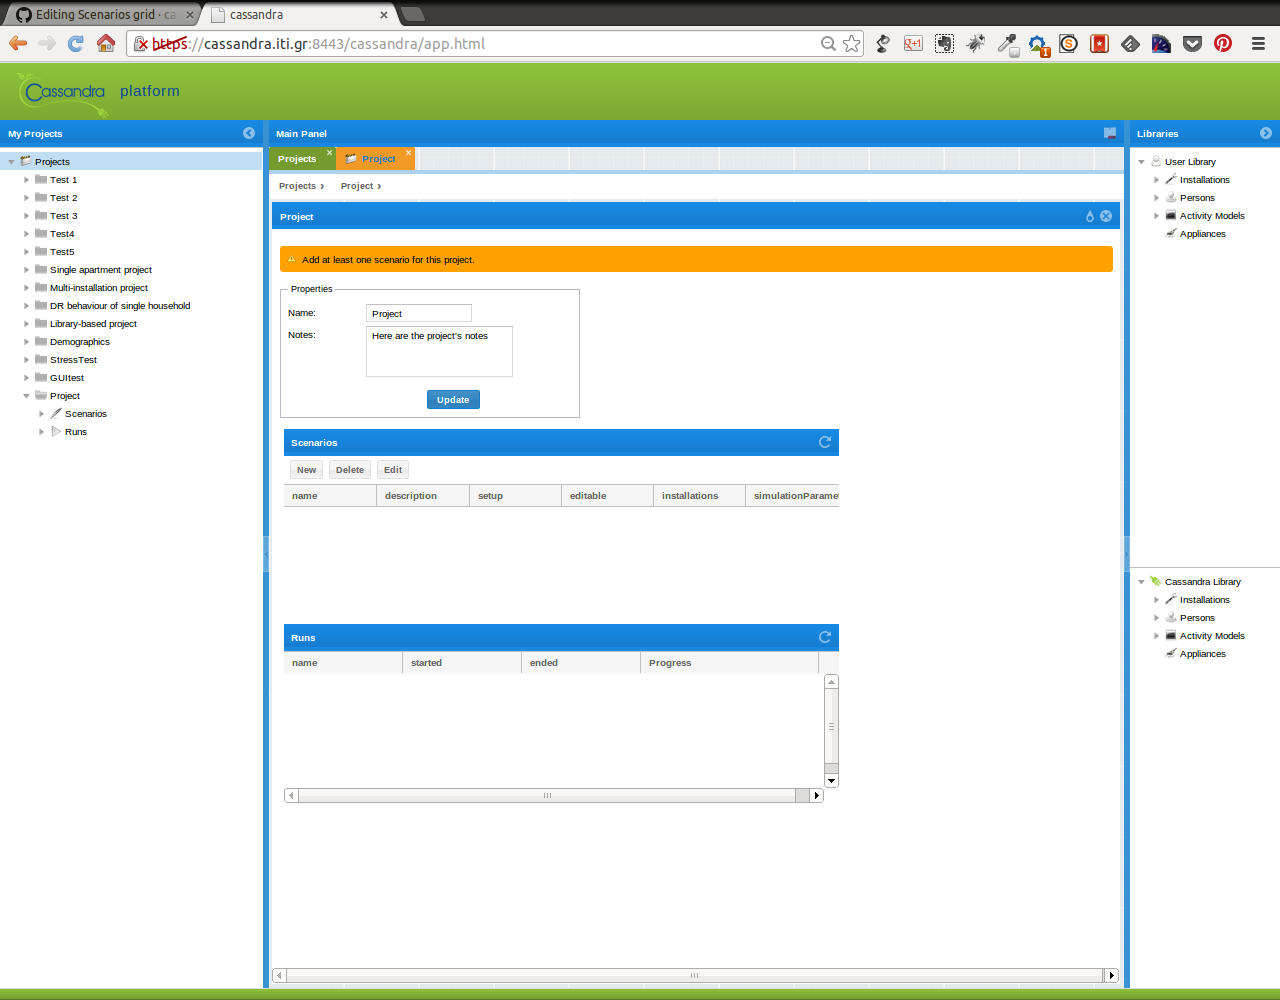 Editing Scenarios grid · ca
cassandra
https://cassandra.iti.gr:8443/cassandra/app.html
Cassandra platform
My Projects
Main Panel
Libraries
Projects
Test 1
Test 2
Test 3
Test4
Test5
Single apartment project
Multi-installation project
DR behaviour of single household
Library-based project
Demographics
StressTest
GUItest
Project
Scenarios
Runs
Projects
Project
Projects › Project ›
Project
Add at least one scenario for this project.
Properties
Name: Project
Notes: Here are the project's notes
Update
Scenarios
New Delete Edit
name description setup editable installations simulationParamet
Runs
name started ended Progress
User Library
Installations
Persons
Activity Models
Appliances
Cassandra Library
Installations
Persons
Activity Models
Appliances